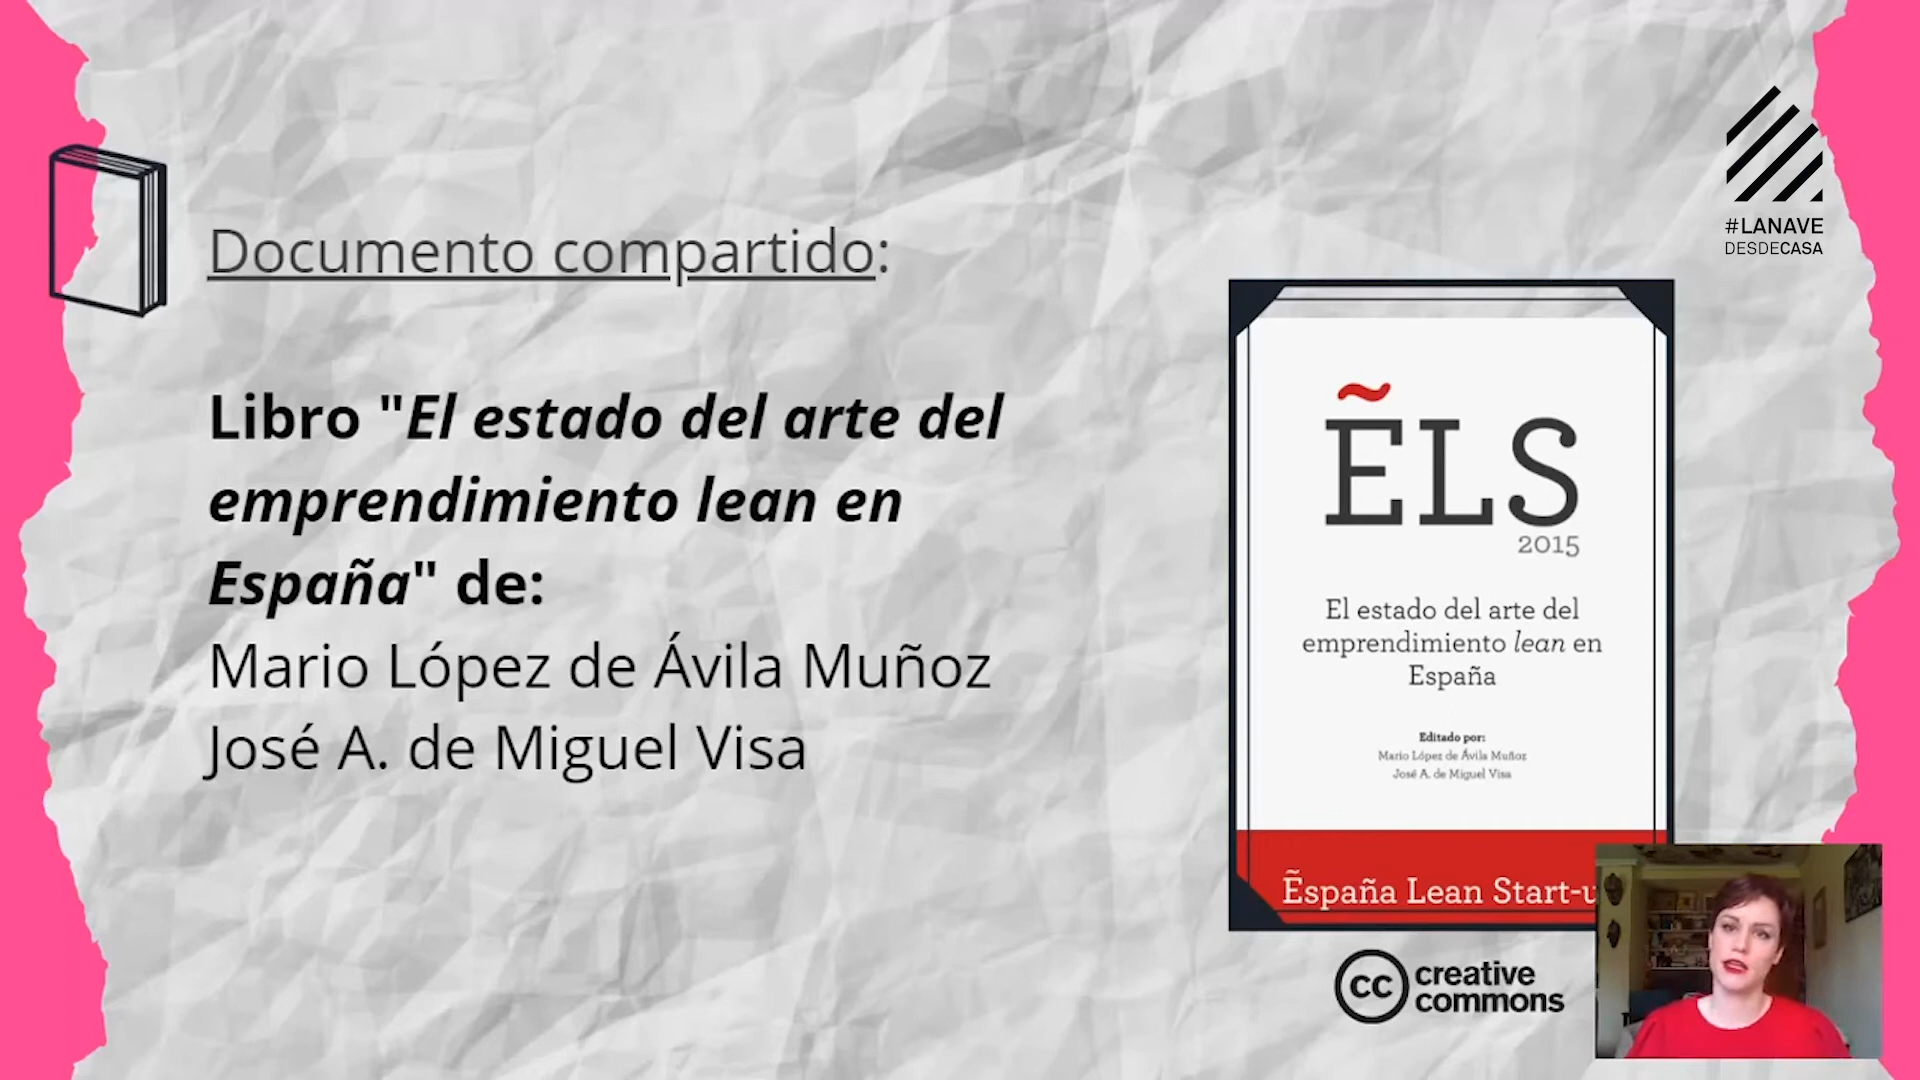 #LANAVE
DESDECASA
Documento compartido:
Libro "El estado del arte del
emprendimiento lean en
España" de:
Mario López de Ávila Muñoz
José A. de Miguel Visa
ẼLS
2015
El estado del arte del
emprendimiento lean en
España
Editado por:
Mario López de Ávila Muñoz
José A. de Miguel Visa
Ẽspaña Lean Start-u
cc creative
commons